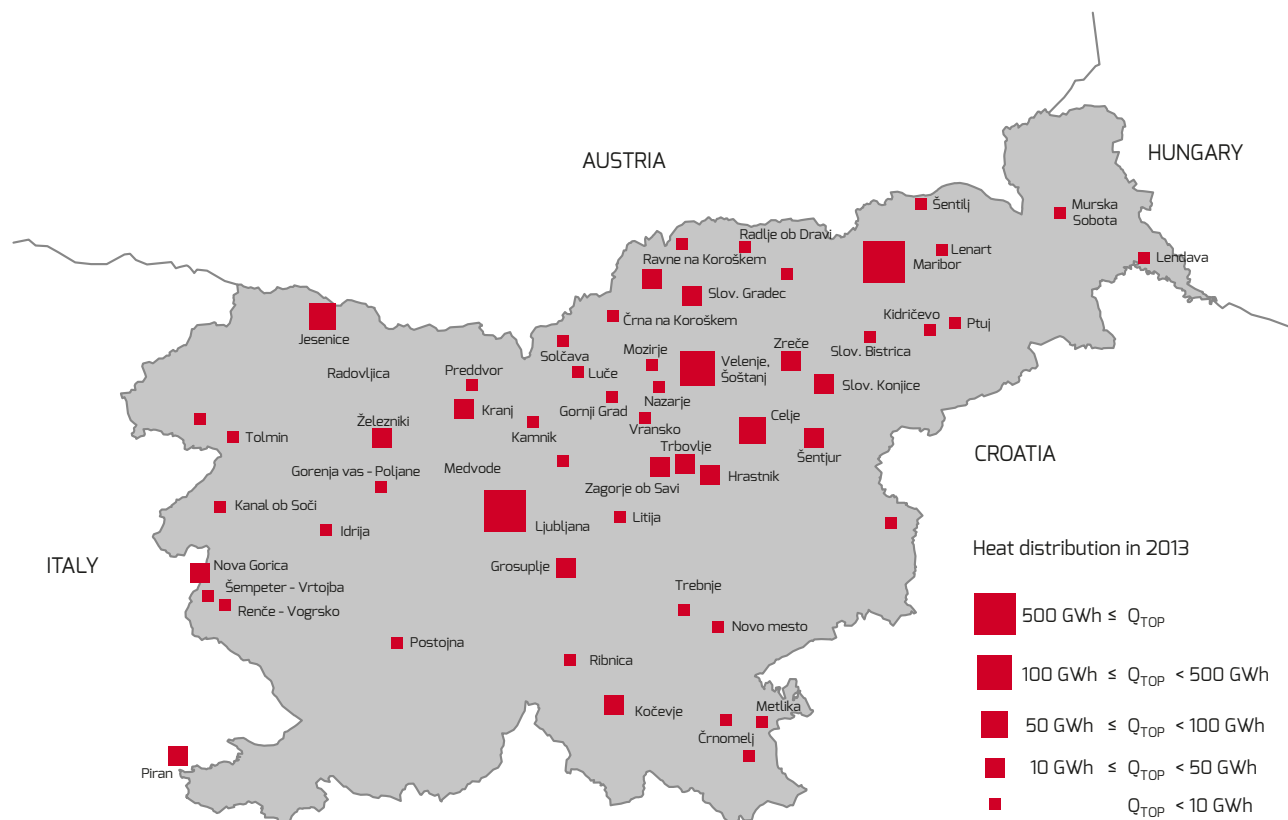 AUSTRIA
HUNGARY
Šentilj
Murska
Sobota
Radlje ob Dravi
Ravne na Koroškem
Lenart
Maribor
Lendava
Slov. Gradec
Črna na Koroškem
Kidričevo
Ptuj
Jesenice
Solčava
Mozirje
Zreče
Slov. Bistrica
Velenje,
Šoštanj
Radovljica
Preddvor
Luče
Slov. Konjice
Nazarje
Gornji Grad
Kranj
Železniki
Kamnik
Vransko
Celje
Tolmin
Trbovlje
Šentjur
CROATIA
Gorenja vas - Poljane
Medvode
Zagorje ob Savi
Hrastnik
Kanal ob Soči
Idrija
Ljubljana
Litija
Heat distribution in 2013
ITALY
Nova Gorica
Grosuplje
Šempeter - Vrtojba
Renče - Vogrsko
Trebnje
Novo mesto
500 GWh ≤ QTOP
Postojna
Ribnica
100 GWh ≤ QTOP < 500 GWh
Kočevje
Metlika
Črnomelj
50 GWh ≤ QTOP < 100 GWh
Piran
10 GWh ≤ QTOP < 50 GWh
QTOP < 10 GWh